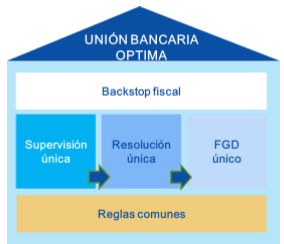 UNIÓN BANCARIA
OPTIMA
Backstop fiscal
Supervisión
única
Resolución
única
FGD
único
Reglas comunes